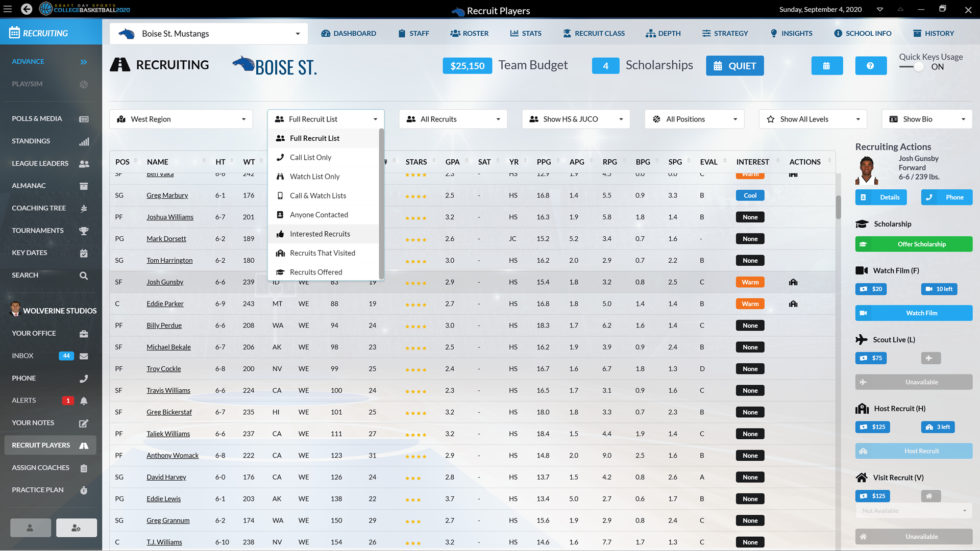 DRAFT DAY SPORTS
COLLEGE BASKETBALL 2020
Recruit Players
Sunday, September 4, 2020
RECRUITING
Boise St. Mustangs
DASHBOARD STAFF ROSTER STATS RECRUIT CLASS DEPTH STRATEGY INSIGHTS SCHOOL INFO HISTORY
ADVANCE
PLAY/SIM
POLLS & MEDIA
STANDINGS
LEAGUE LEADERS
ALMANAC
COACHING TREE
TOURNAMENTS
KEY DATES
SEARCH
WOLVERINE STUDIOS
YOUR OFFICE
INBOX 44
PHONE
ALERTS 1
YOUR NOTES
RECRUIT PLAYERS
ASSIGN COACHES
PRACTICE PLAN
RECRUITING BOISE ST. $25,150 Team Budget 4 Scholarships QUIET
Quick Keys Usage
ON
West Region Full Recruit List All Recruits Show HS & JUCO All Positions Show All Levels Show Bio
Full Recruit List
Call List Only
Watch List Only
Call & Watch Lists
Anyone Contacted
Interested Recruits
Recruits That Visited
Recruits Offered
POS NAME HT WT STARS GPA SAT YR PPG APG RPG BPG SPG EVAL INTEREST ACTIONS
SG Greg Marbury 6-1 176 2.5 - HS 16.8 1.4 5.5 0.9 3.3 B Cool
PF Joshua Williams 6-7 201 3.2 - HS 16.3 1.9 5.8 1.8 1.4 B None
PG Mark Dorsett 6-2 189 2.6 - JC 15.2 5.2 3.4 0.7 1.6 - None
SG Tom Harrington 6-2 180 3.0 - HS 16.2 2.0 2.9 0.7 2.2 B None
SF Josh Gunsby 6-6 239 ID WE 83 19 2.9 - HS 15.4 1.8 3.2 0.8 2.5 C Warm
C Eddie Parker 6-9 243 MT WE 88 19 2.7 - HS 16.8 1.8 5.0 1.4 1.4 B Warm
PF Billy Perdue 6-6 208 WA WE 94 24 3.0 - HS 18.3 1.7 6.2 1.6 1.4 C None
SF Michael Bekale 6-7 206 AK WE 98 23 2.5 - HS 16.2 1.9 3.9 0.9 2.4 B None
PF Troy Cockle 6-8 200 NV WE 99 25 2.4 - HS 16.7 1.6 6.7 1.8 1.3 D None
SF Travis Williams 6-6 224 CA WE 100 24 2.3 - HS 16.5 1.7 3.1 0.9 1.6 C None
SF Greg Bickerstaf 6-7 235 HI WE 101 25 3.2 - HS 18.0 1.8 3.3 0.7 2.3 B None
PF Taliek Williams 6-6 237 CA WE 111 27 3.2 - HS 18.4 1.5 4.4 1.9 1.4 C None
PF Anthony Womack 6-8 222 CA WE 123 31 2.9 - HS 14.8 2.0 9.0 2.5 1.6 B None
SG David Harvey 6-0 176 CA WE 126 24 2.8 - HS 13.7 1.5 4.2 0.8 2.6 A None
PG Eddie Lewis 6-1 203 AK WE 138 22 3.7 - HS 13.4 5.0 2.7 0.6 1.7 B None
SG Greg Grannum 6-2 174 WA WE 150 29 2.7 - HS 15.6 1.9 2.9 0.8 2.4 C None
C T.J. Williams 6-10 238 NV WE 154 26 3.2 - HS 14.6 1.6 7.7 1.7 1.3 C None
Recruiting Actions
Josh Gunsby
Forward
6-6 / 239 lbs.
Details Phone
Scholarship
Offer Scholarship
Watch Film (F)
$20 10 left
Watch Film
Scout Live (L)
$75
Unavailable
Host Recruit (H)
$125 3 left
Host Recruit
Visit Recruit (V)
$125
Not Available
Unavailable